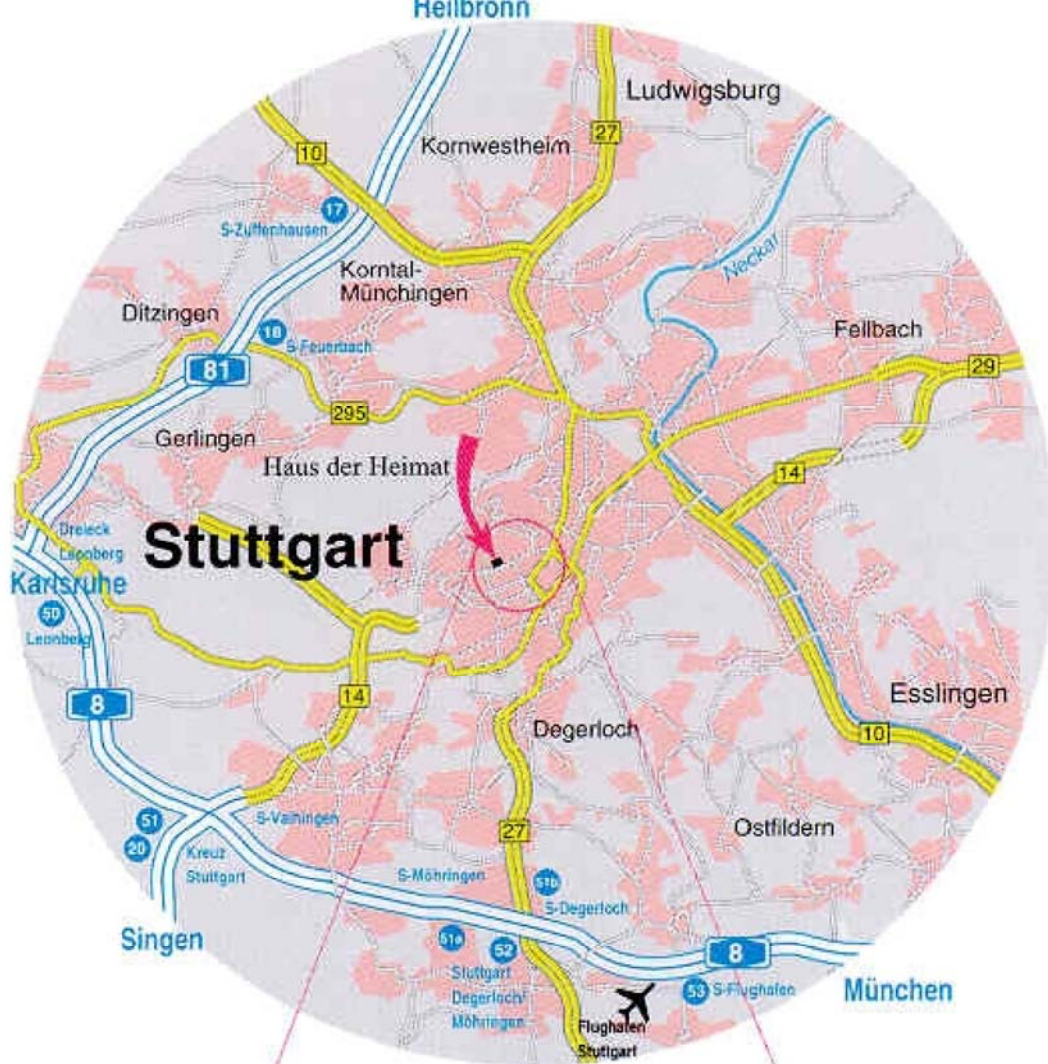 Heilbronn
Ludwigsburg
27
Kornwestheim
10
17
S-Zuffenhausen
Neckar
Korntal-
Münchingen
Ditzingen
18
S-Feuerbach
Fellbach
81
29
295
Gerlingen
Haus der Heimat
14
Stuttgart
Dreieck
Leonberg
Karlsruhe
50
Leonberg
8
14
Esslingen
Degerloch
10
51
S-Vaihingen
27
Ostfildern
20
Kreuz
Stuttgart
S-Möhringen
51b
S-Degerloch
Singen
51a
52
8
Stuttgart
Degerloch/
Möhringen
53
S-Flughafen
München
Flughafen
Stuttgart